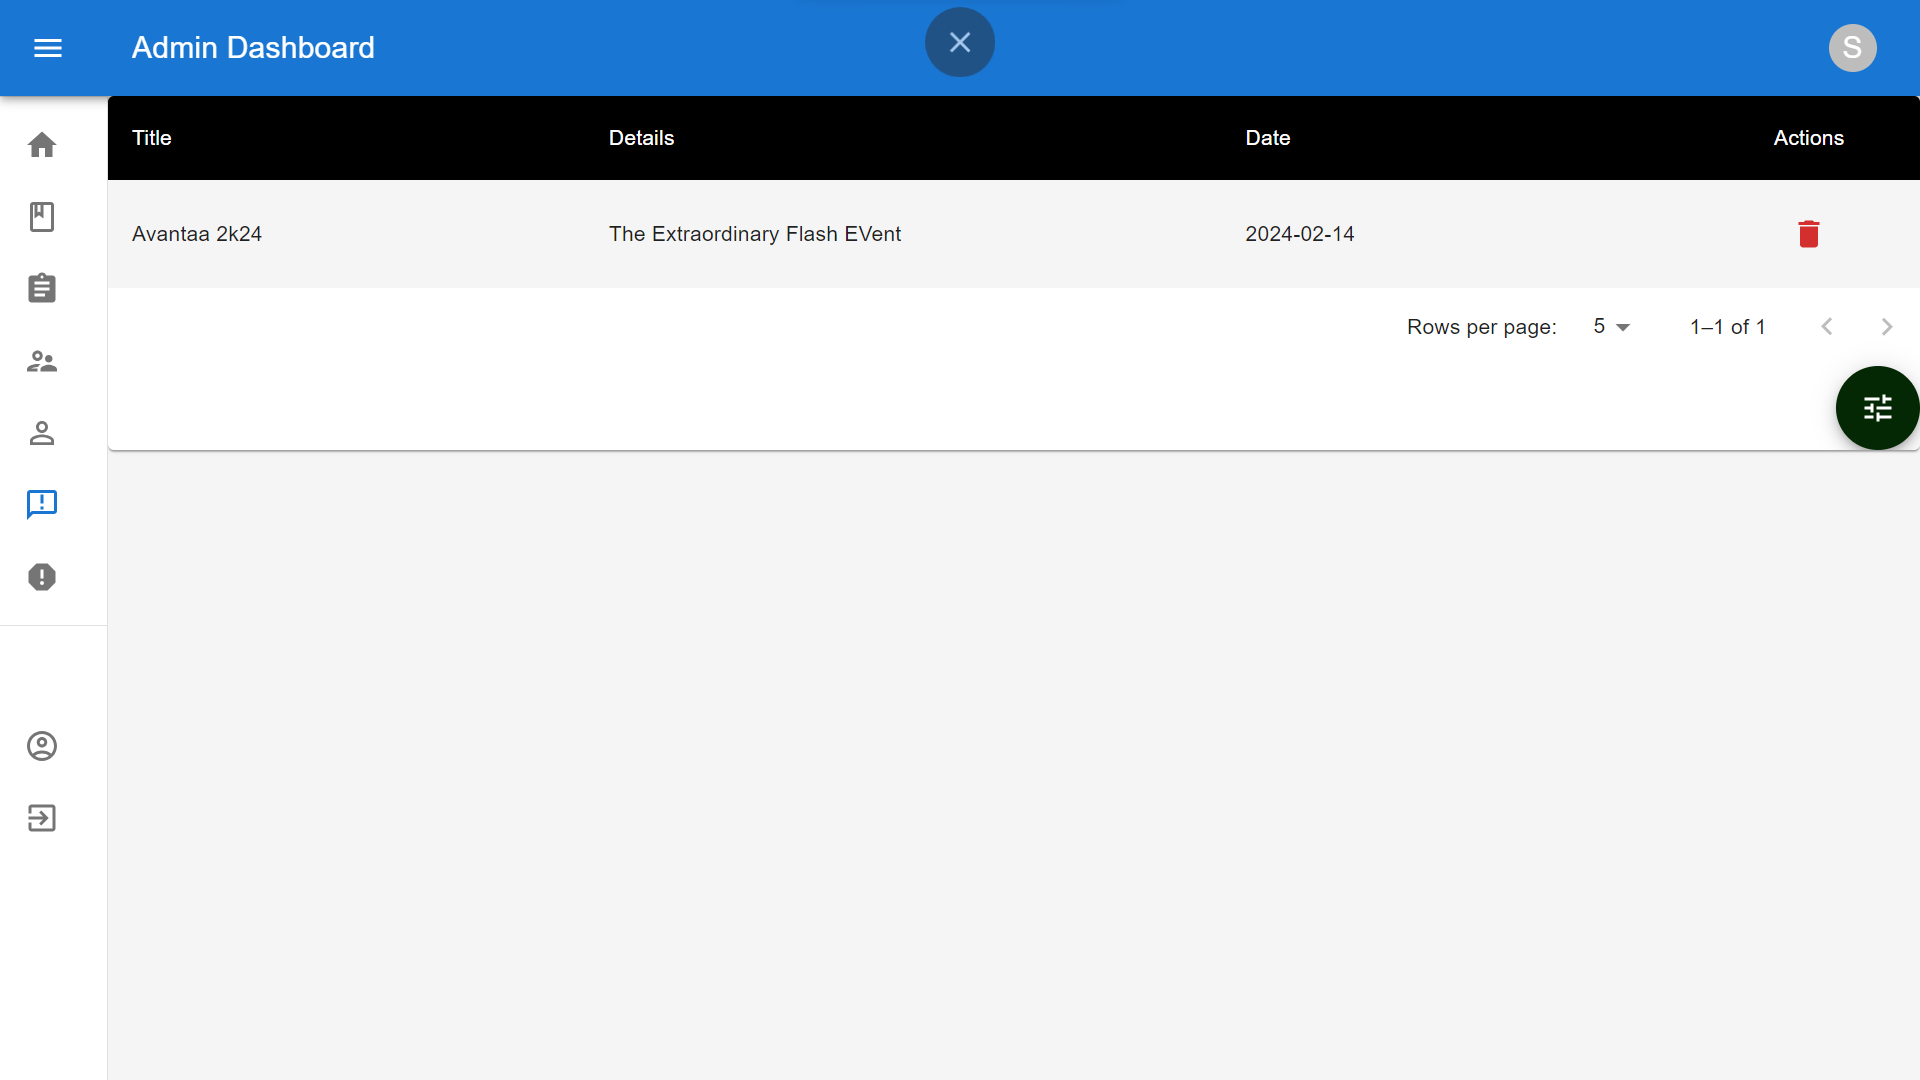 Admin Dashboard
S
Title Details Date Actions
Avantaa 2k24 The Extraordinary Flash EVent 2024-02-14
Rows per page: 5 1–1 of 1